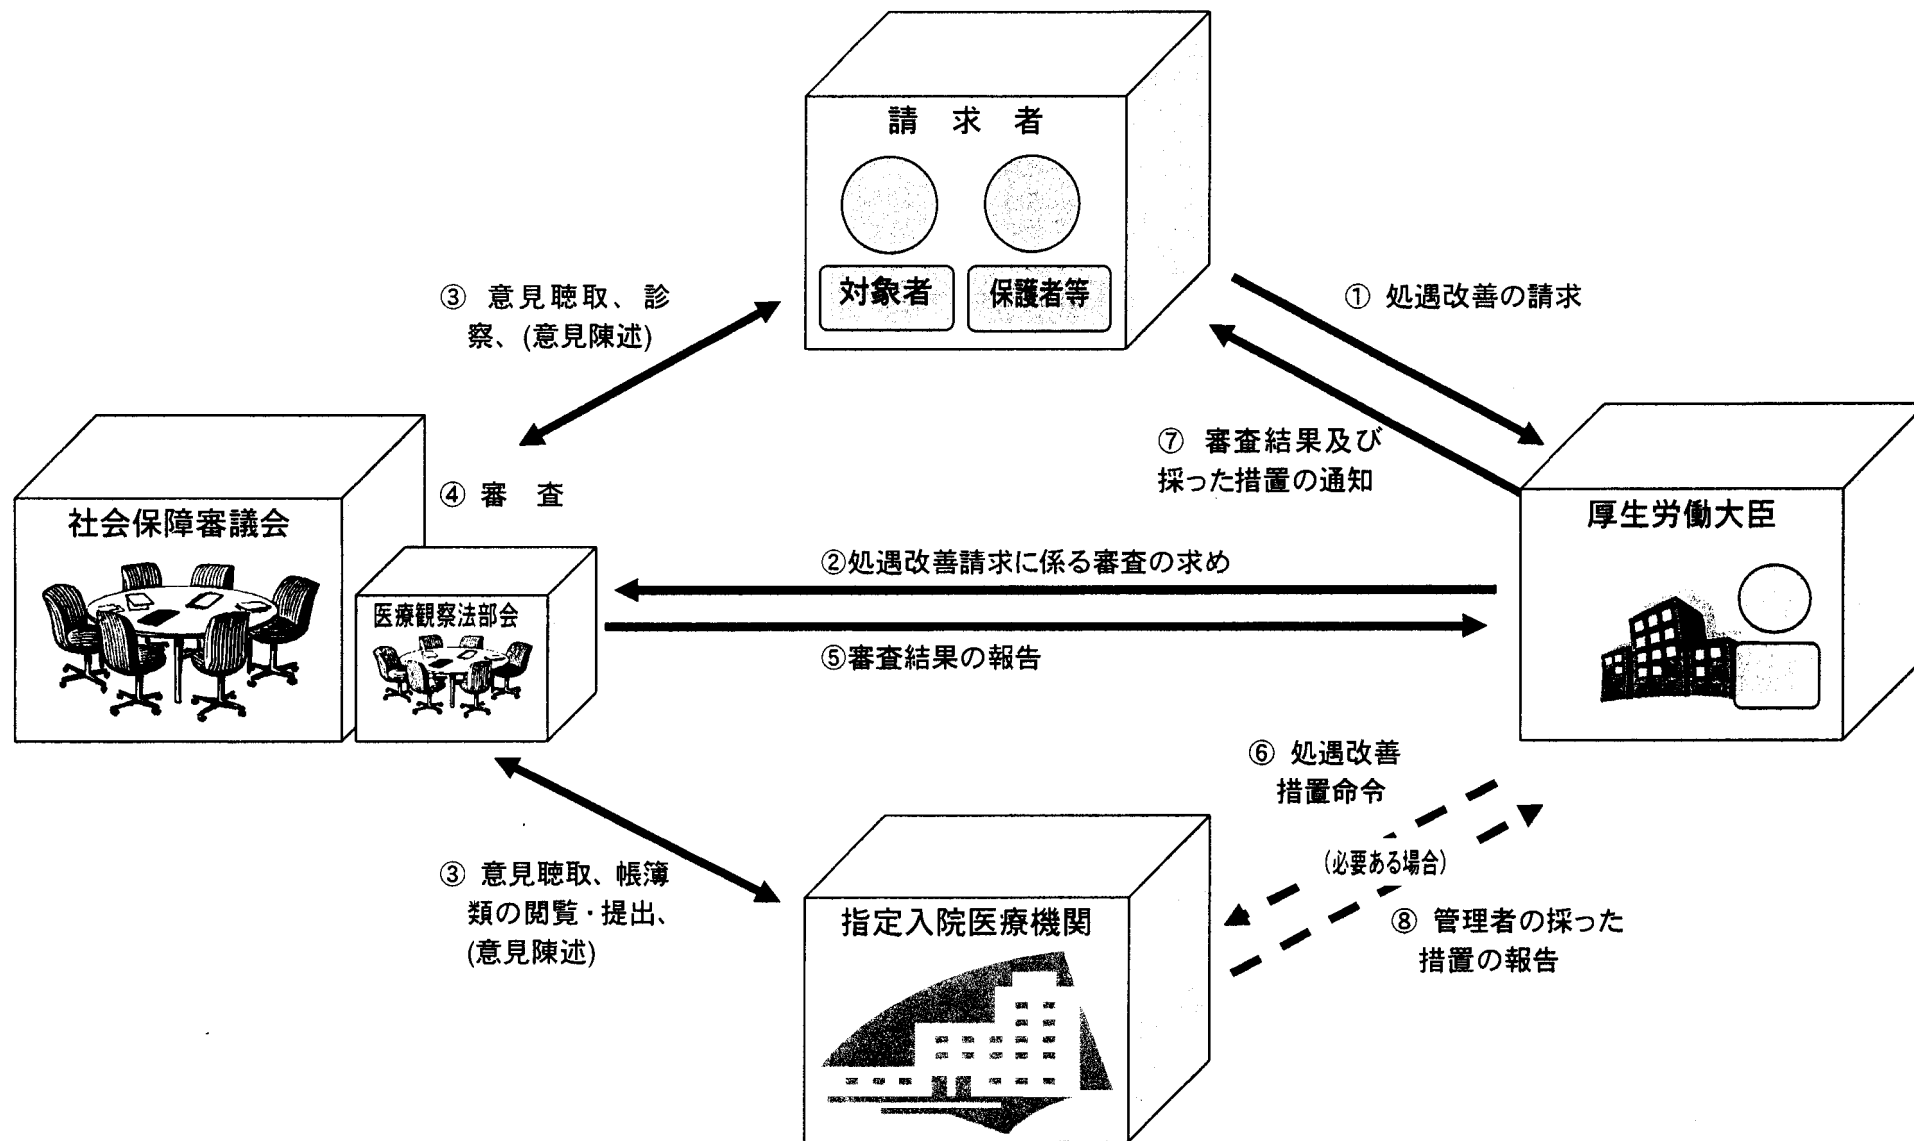 請 求 者
対象者
保護者等
③ 意見聴取、診
察、(意見陳述)
① 処遇改善の請求
⑦ 審査結果及び
採った措置の通知
④ 審 査
社会保障審議会
医療観察法部会
厚生労働大臣
②処遇改善請求に係る審査の求め
⑤審査結果の報告
⑥ 処遇改善
措置命令
(必要ある場合)
③ 意見聴取、帳簿
類の閲覧・提出、
(意見陳述)
指定入院医療機関
⑧ 管理者の採った
措置の報告